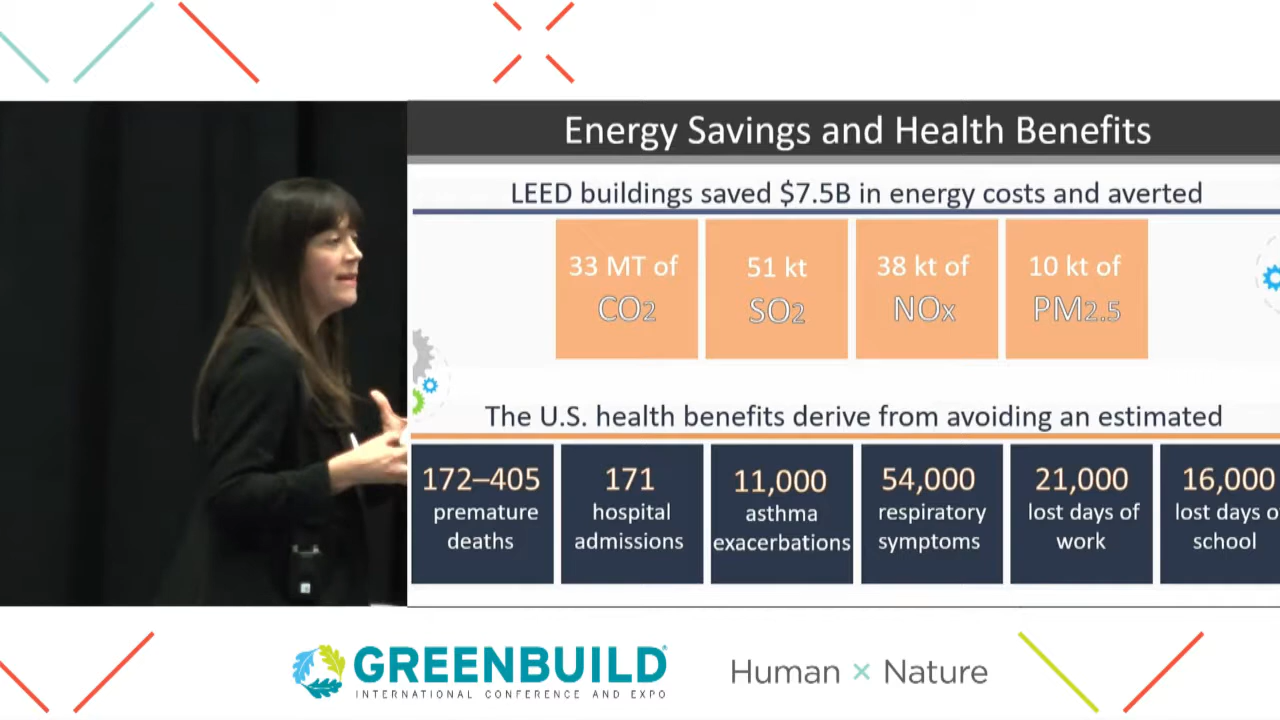 Energy Savings and Health Benefits
LEED buildings saved $7.5B in energy costs and averted
33 MT of
CO2
51 kt
SO2
38 kt of
NOx
10 kt of
PM2.5
The U.S. health benefits derive from avoiding an estimated
172–405
premature
deaths
171
hospital
admissions
11,000
asthma
exacerbations
54,000
respiratory
symptoms
21,000
lost days of
work
16,000
lost days o
school
GREENBUILD®
INTERNATIONAL CONFERENCE AND EXPO
Human × Nature